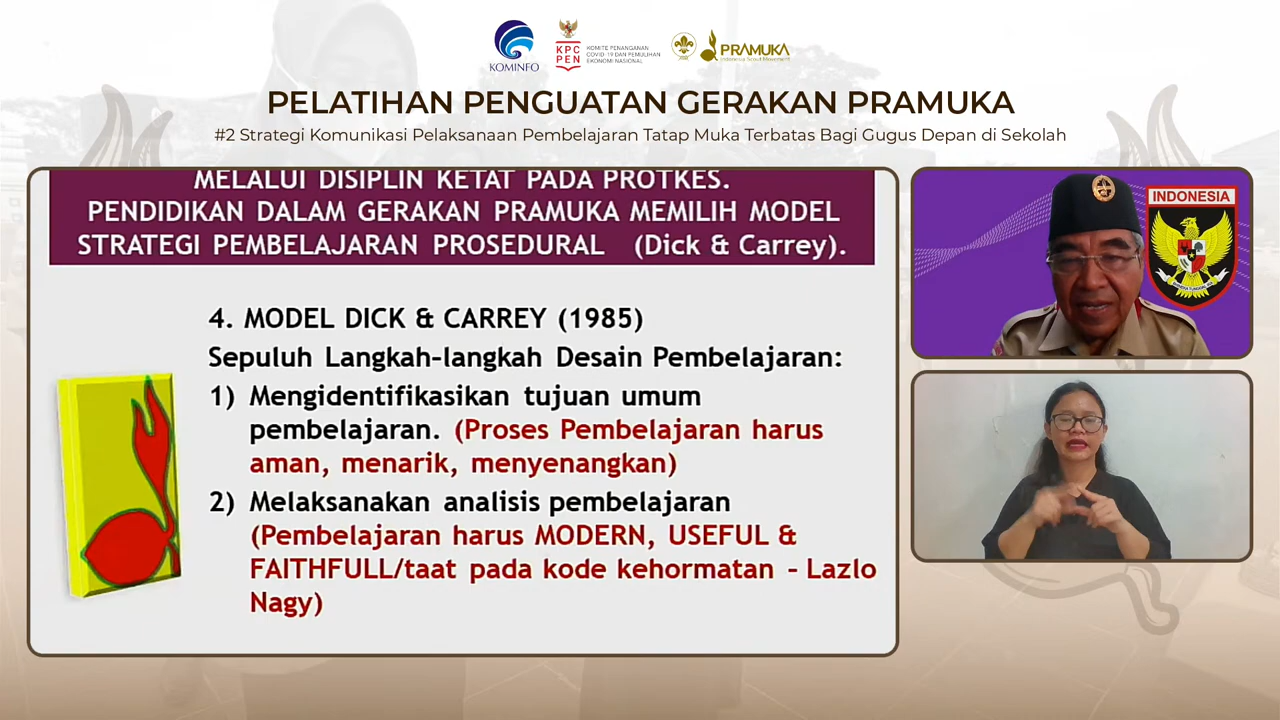 KOMINFO
KPC
PEN
KOMITE PENANGANAN
COVID-19 DAN PEMULIHAN
EKONOMI NASIONAL
PRAMUKA
Indonesia Scout Movement
PELATIHAN PENGUATAN GERAKAN PRAMUKA
#2 Strategi Komunikasi Pelaksanaan Pembelajaran Tatap Muka Terbatas Bagi Gugus Depan di Sekolah
MELALUI DISIPLIN KETAT PADA PROTKES.
PENDIDIKAN DALAM GERAKAN PRAMUKA MEMILIH MODEL
STRATEGI PEMBELAJARAN PROSEDURAL (Dick & Carrey).
4. MODEL DICK & CARREY (1985)
Sepuluh Langkah-langkah Desain Pembelajaran:
1) Mengidentifikasikan tujuan umum
pembelajaran. (Proses Pembelajaran harus
aman, menarik, menyenangkan)
2) Melaksanakan analisis pembelajaran
(Pembelajaran harus MODERN, USEFUL &
FAITHFULL/taat pada kode kehormatan - Lazlo
Nagy)
INDONESIA